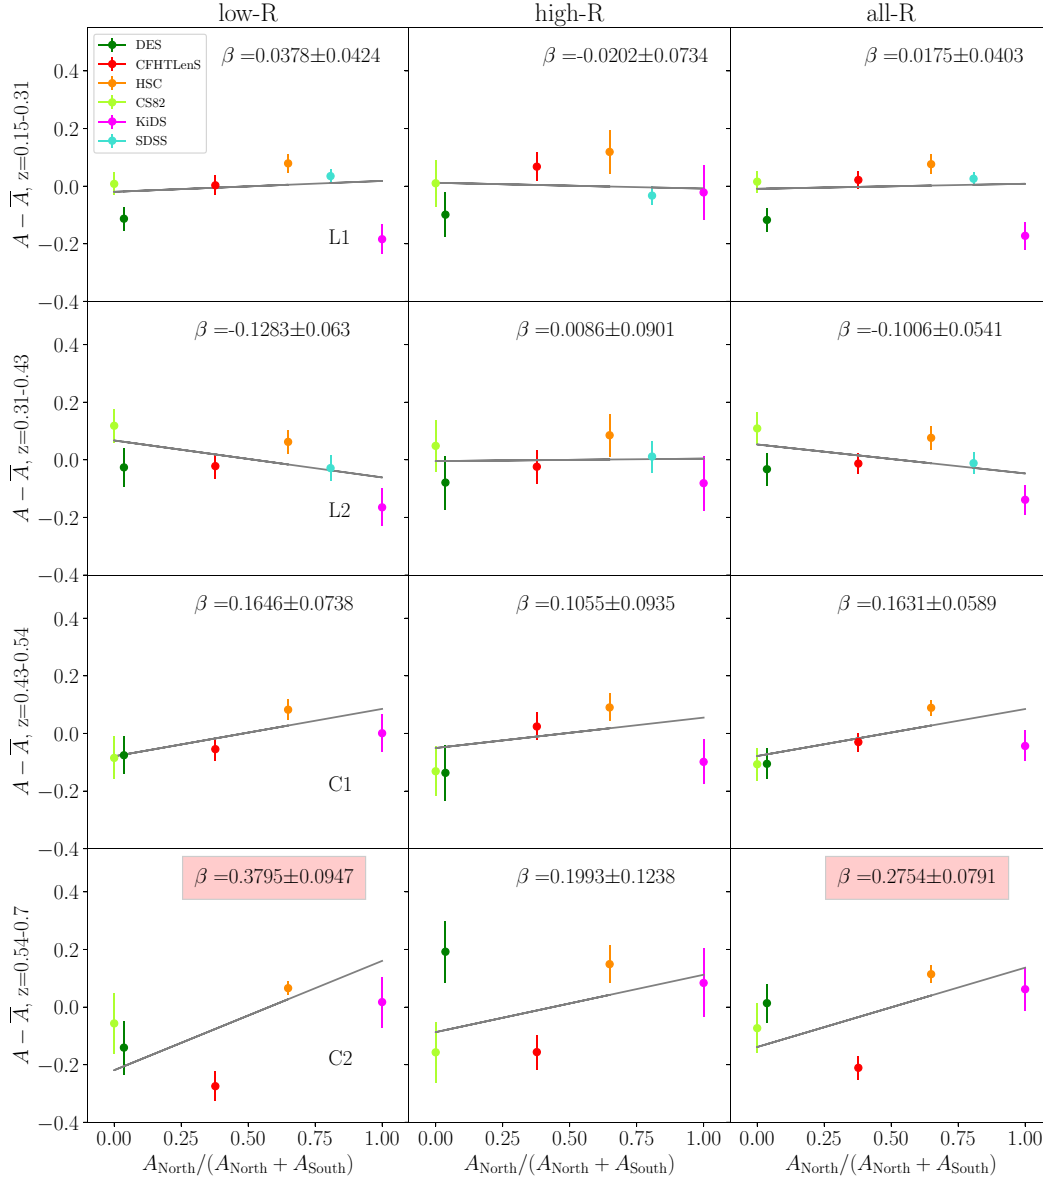 low-R high-R all-R
DES
CFHTLenS
HSC
CS82
KiDS
SDSS
β =0.0378±0.0424
β =-0.0202±0.0734
β =0.0175±0.0403
0.4
0.2
0.0
−0.2
−0.4
A − A̅, z=0.15-0.31
L1
β =-0.1283±0.063
β =0.0086±0.0901
β =-0.1006±0.0541
0.4
0.2
0.0
−0.2
−0.4
A − A̅, z=0.31-0.43
L2
β =0.1646±0.0738
β =0.1055±0.0935
β =0.1631±0.0589
0.4
0.2
0.0
−0.2
−0.4
A − A̅, z=0.43-0.54
C1
β =0.3795±0.0947
β =0.1993±0.1238
β =0.2754±0.0791
0.4
0.2
0.0
−0.2
−0.4
A − A̅, z=0.54-0.7
C2
0.00 0.25 0.50 0.75 1.00
0.00 0.25 0.50 0.75 1.00
0.00 0.25 0.50 0.75 1.00
A_North/(A_North + A_South)
A_North/(A_North + A_South)
A_North/(A_North + A_South)